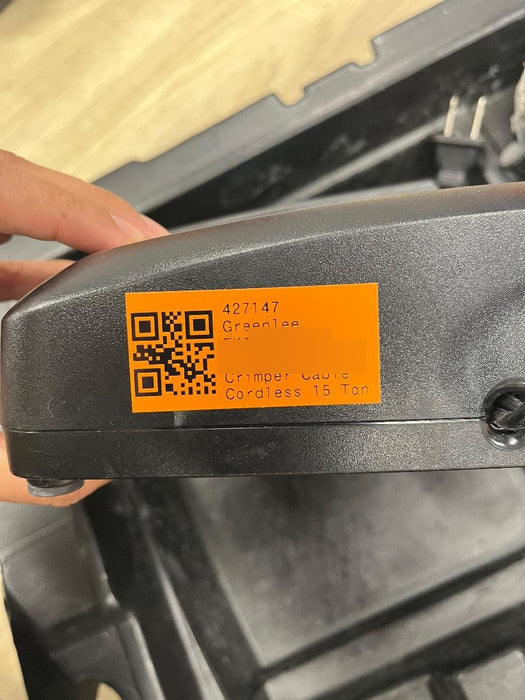 427147
Greenlee
Crimper Cable
Cordless 15 Ton